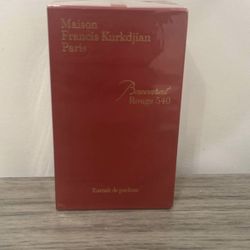 Maison
Francis Kurkdjian
Paris
Baccarat
Rouge 540
Extrait de parfum